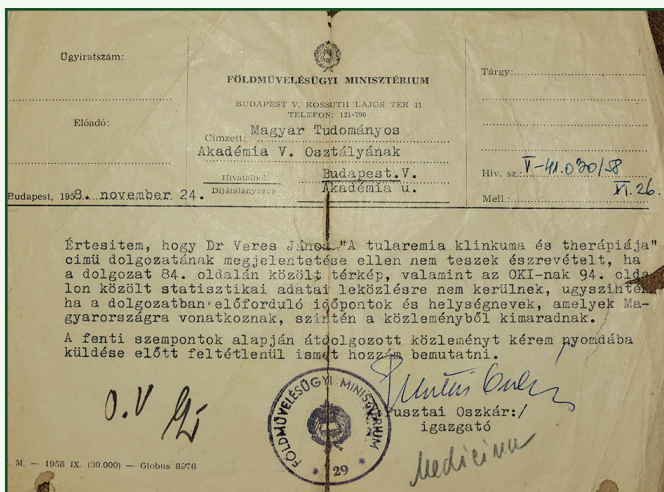 Ügyiratszám:
Előadó:
FÖLDMŰVELÉSÜGYI MINISZTÉRIUM
BUDAPEST V, KOSSUTH LAJOS TÉR 11
TELEFON: 121-790
Címzett: Magyar Tudományos
Akadémia V. Osztályának
Hivatalból Budapest.V.
Díjátalányozva Akadémia u.
Tárgy:
Hiv. sz.: V-41.030/58
Mell.: XI.26.
Budapest, 1958. november 24.
Értesitem, hogy Dr Veres János "A tularemia klinkuma és therápiája"
cimü dolgozatának megjelentetése ellen nem teszek észrevételt, ha
a dolgozat 84. oldalán közölt térkép, valamint az OKI-nak 94. olda
lon közölt statisztikai adatai leközlésre nem kerülnek, ugyszintén
ha a dolgozatban előforduló időpontok és helységnevek, amelyek Ma-
gyarországra vonatkoznak, szintén a közleményből kimaradnak.
A fenti szempontok alapján átdolgozott közleményt kérem nyomdába
küldése előtt feltétlenül ismét hozzám bemutatni.
O.V
usztai Oszkár:/
igazgató
FÖLDMŰVELÉSÜGYI MINISZTÉRIUM
* 29 *
Medicina
. M. — 1958 IX. (30.000) — Globus 8976